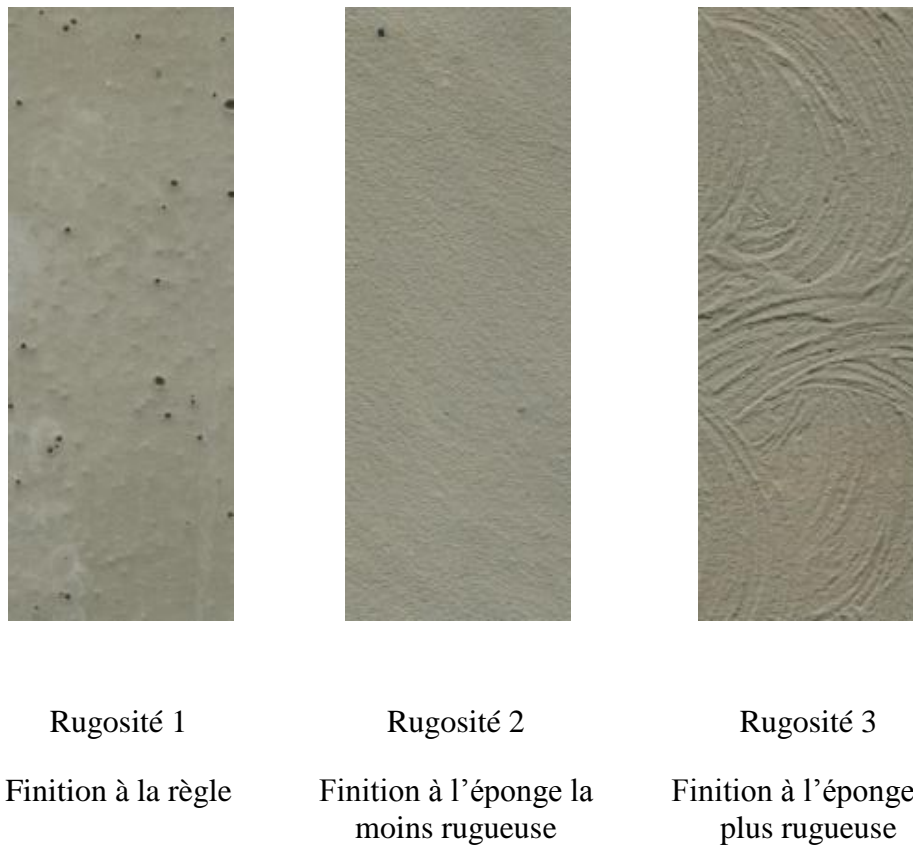 Rugosité 1
Finition à la règle
Rugosité 2
Finition à l’éponge la
moins rugueuse
Rugosité 3
Finition à l’éponge
plus rugueuse